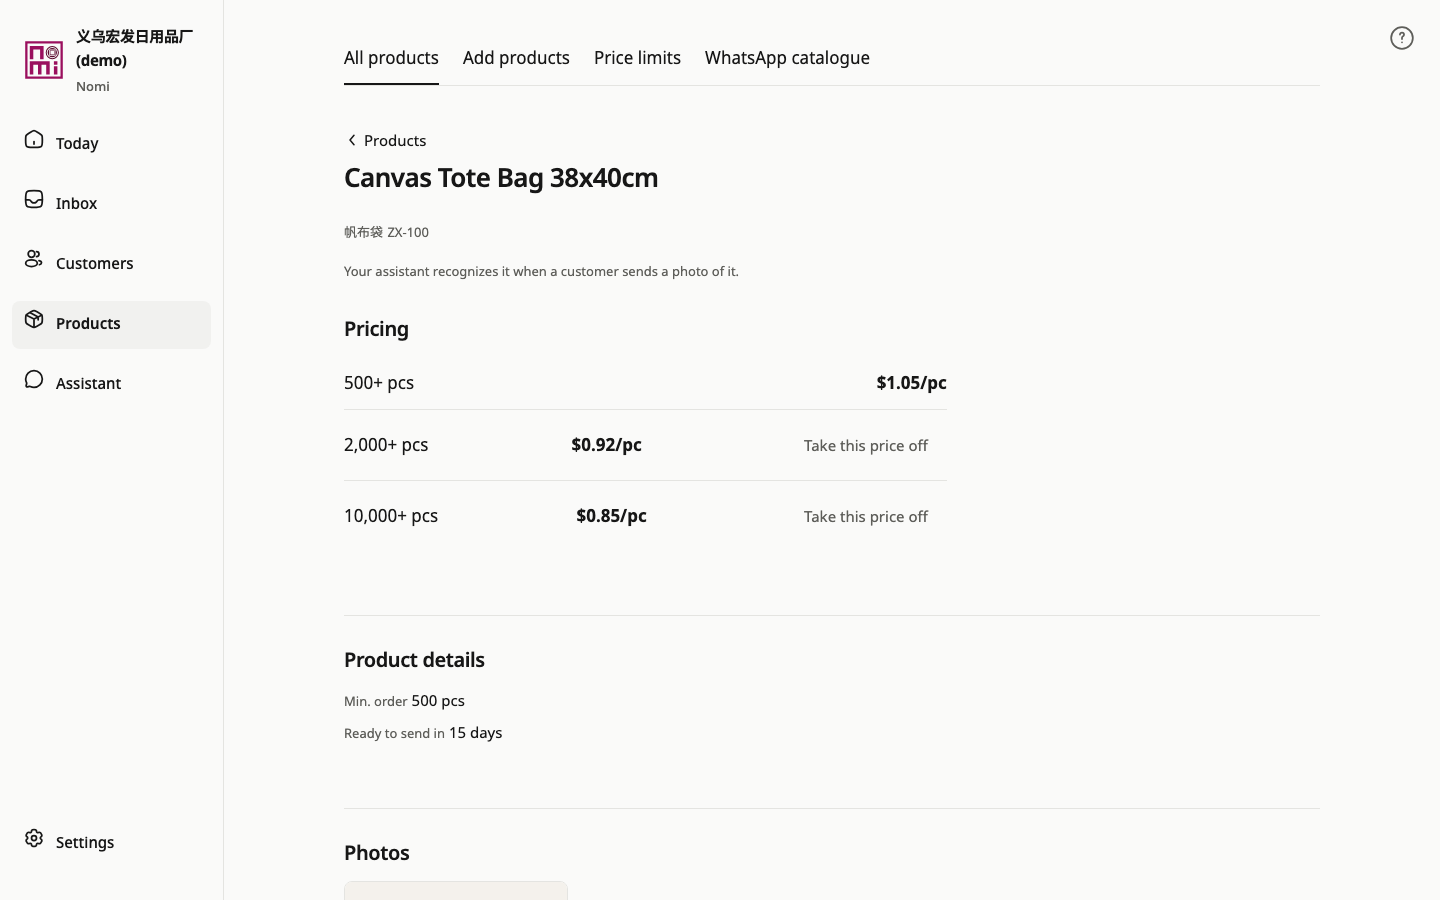 义乌宏发日用品厂
(demo)
Nomi
nomi
Today
Inbox
Customers
Products
Assistant
Settings
All products
Add products
Price limits
WhatsApp catalogue
?
Products
Canvas Tote Bag 38x40cm
帆布袋 ZX-100
Your assistant recognizes it when a customer sends a photo of it.
Pricing
500+ pcs $1.05/pc
2,000+ pcs $0.92/pc Take this price off
10,000+ pcs $0.85/pc Take this price off
Product details
Min. order 500 pcs
Ready to send in 15 days
Photos